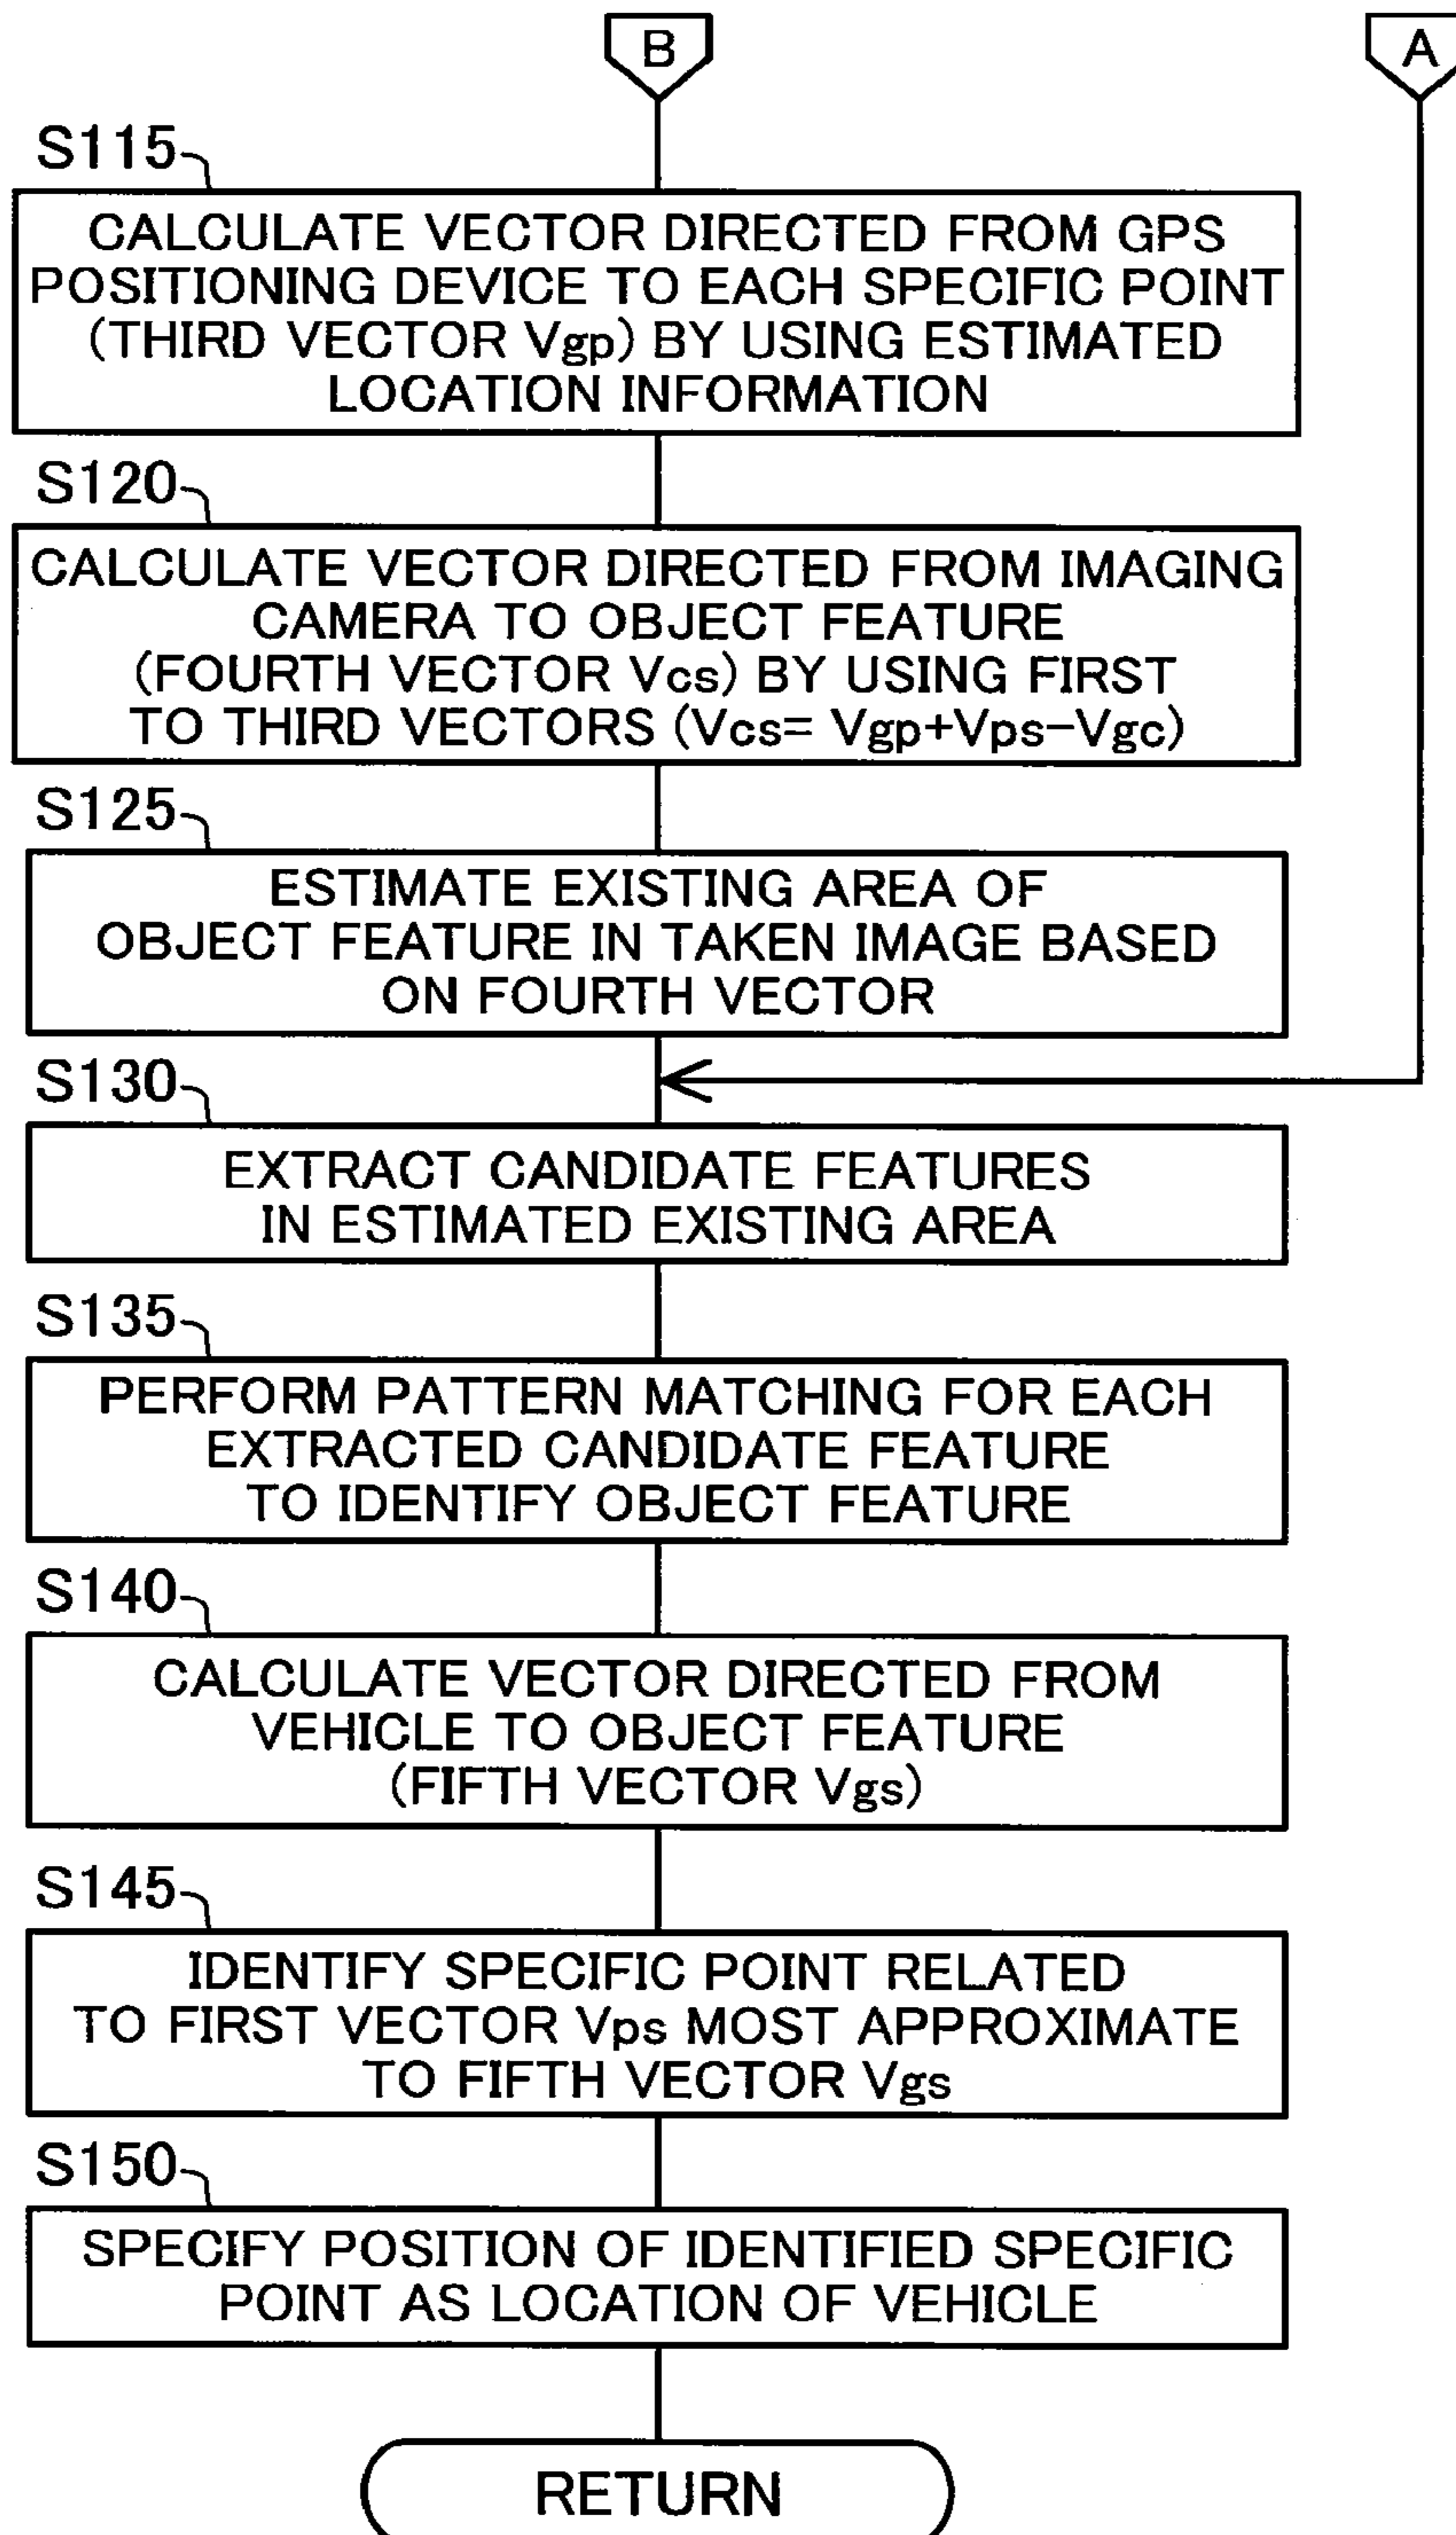 B
A
S115
CALCULATE VECTOR DIRECTED FROM GPS
POSITIONING DEVICE TO EACH SPECIFIC POINT
(THIRD VECTOR Vgp) BY USING ESTIMATED
LOCATION INFORMATION
S120
CALCULATE VECTOR DIRECTED FROM IMAGING
CAMERA TO OBJECT FEATURE
(FOURTH VECTOR Vcs) BY USING FIRST
TO THIRD VECTORS (Vcs= Vgp+Vps-Vgc)
S125
ESTIMATE EXISTING AREA OF
OBJECT FEATURE IN TAKEN IMAGE BASED
ON FOURTH VECTOR
S130
EXTRACT CANDIDATE FEATURES
IN ESTIMATED EXISTING AREA
S135
PERFORM PATTERN MATCHING FOR EACH
EXTRACTED CANDIDATE FEATURE
TO IDENTIFY OBJECT FEATURE
S140
CALCULATE VECTOR DIRECTED FROM
VEHICLE TO OBJECT FEATURE
(FIFTH VECTOR Vgs)
S145
IDENTIFY SPECIFIC POINT RELATED
TO FIRST VECTOR Vps MOST APPROXIMATE
TO FIFTH VECTOR Vgs
S150
SPECIFY POSITION OF IDENTIFIED SPECIFIC
POINT AS LOCATION OF VEHICLE
RETURN